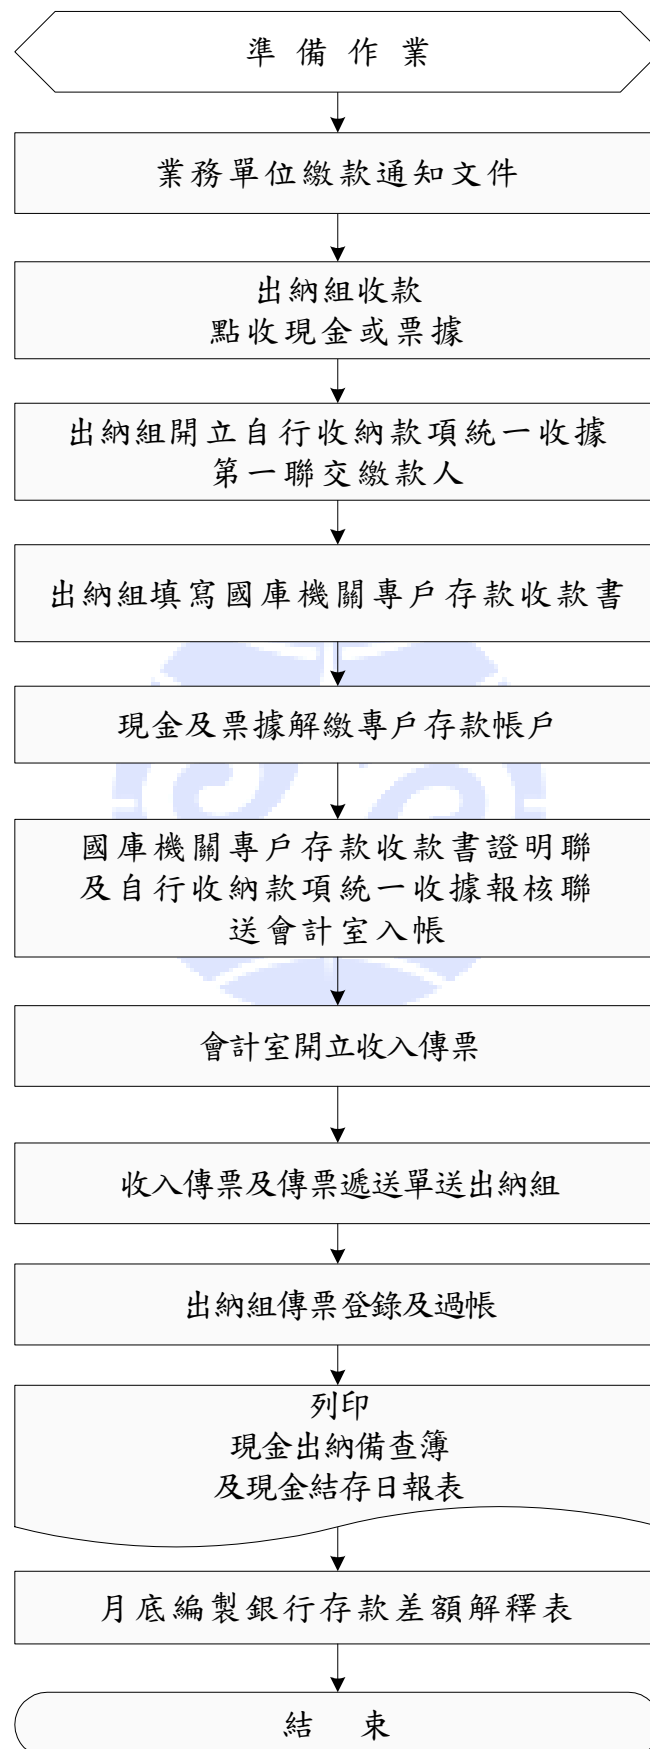 準備作業
業務單位繳款通知文件
出納組收款
點收現金或票據
出納組開立自行收納款項統一收據
第一聯交繳款人
出納組填寫國庫機關專戶存款收款書
現金及票據解繳專戶存款帳戶
國庫機關專戶存款收款書證明聯
及自行收納款項統一收據報核聯
送會計室入帳
會計室開立收入傳票
收入傳票及傳票遞送單送出納組
出納組傳票登錄及過帳
列印
現金出納備查簿
及現金結存日報表
月底編製銀行存款差額解釋表
結 束